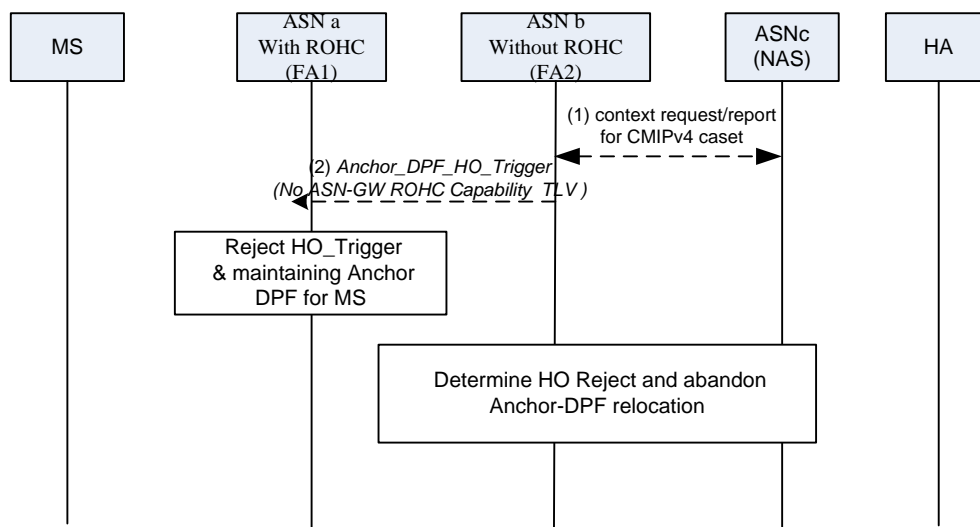 MS
ASN a
With ROHC
(FA1)
ASN b
Without ROHC
(FA2)
ASNc
(NAS)
HA
(1) context request/report
for CMIPv4 caset
(2) Anchor_DPF_HO_Trigger
(No ASN-GW ROHC Capability TLV )
Reject HO_Trigger
& maintaining Anchor
DPF for MS
Determine HO Reject and abandon
Anchor-DPF relocation